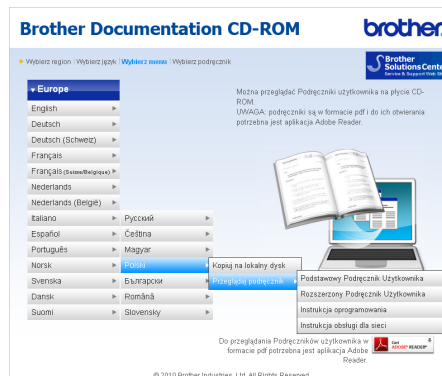 Brother Documentation CD-ROM
brother.
Wybierz region | Wybierz język | Wybierz menu | Wybierz podręcznik
Brother
Solutions Center
Service & Support Web Site
Europe
English
Deutsch
Deutsch (Schweiz)
Français
Français (Suisse/Belgique)
Nederlands
Nederlands (België)
Italiano
Español
Português
Norsk
Svenska
Dansk
Suomi
Русский
Čeština
Magyar
Polski
Български
Română
Slovensky
Można przeglądać Podręczniki użytkownika na płycie CD-
ROM.
UWAGA: podręczniki są w formacie pdf i do ich otwierania
potrzebna jest aplikacja Adobe Reader.
Kopiuj na lokalny dysk
Przeglądaj podręcznik
Podstawowy Podręcznik Użytkownika
Rozszerzony Podręcznik Użytkownika
Instrukcja oprogramowania
Instrukcja obsługi dla sieci
Do przeglądania Podręczników użytkownika w
formacie pdf potrzebna jest aplikacja Adobe
Reader.
Get
ADOBE® READER®
© 2010 Brother Industries, Ltd. All Rights Reserved.